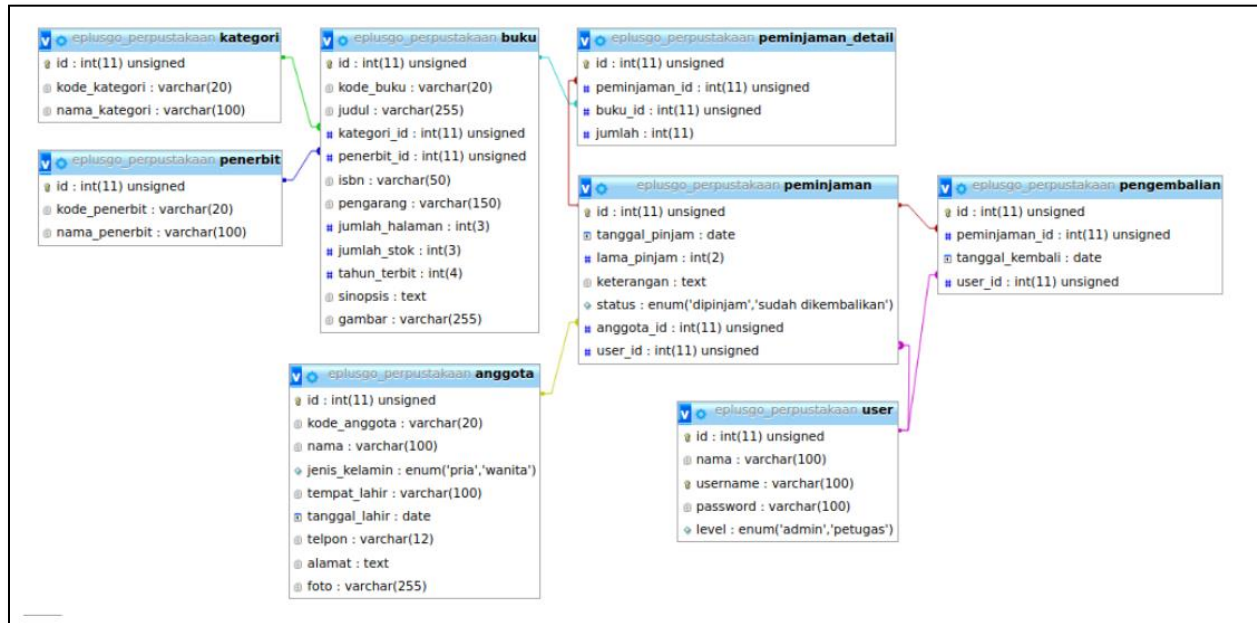 eplusgo_perpustakaan kategori
id : int(11) unsigned
kode_kategori : varchar(20)
nama_kategori : varchar(100)
eplusgo_perpustakaan penerbit
id : int(11) unsigned
kode_penerbit : varchar(20)
nama_penerbit : varchar(100)
eplusgo_perpustakaan buku
id : int(11) unsigned
kode_buku : varchar(20)
judul : varchar(255)
kategori_id : int(11) unsigned
penerbit_id : int(11) unsigned
isbn : varchar(50)
pengarang : varchar(150)
jumlah_halaman : int(3)
jumlah_stok : int(3)
tahun_terbit : int(4)
sinopsis : text
gambar : varchar(255)
eplusgo_perpustakaan peminjaman_detail
id : int(11) unsigned
peminjaman_id : int(11) unsigned
buku_id : int(11) unsigned
jumlah : int(11)
eplusgo_perpustakaan peminjaman
id : int(11) unsigned
tanggal_pinjam : date
lama_pinjam : int(2)
keterangan : text
status : enum('dipinjam','sudah dikembalikan')
anggota_id : int(11) unsigned
user_id : int(11) unsigned
eplusgo_perpustakaan pengembalian
id : int(11) unsigned
peminjaman_id : int(11) unsigned
tanggal_kembali : date
user_id : int(11) unsigned
eplusgo_perpustakaan anggota
id : int(11) unsigned
kode_anggota : varchar(20)
nama : varchar(100)
jenis_kelamin : enum('pria','wanita')
tempat_lahir : varchar(100)
tanggal_lahir : date
telpon : varchar(12)
alamat : text
foto : varchar(255)
eplusgo_perpustakaan user
id : int(11) unsigned
nama : varchar(100)
username : varchar(100)
password : varchar(100)
level : enum('admin','petugas')